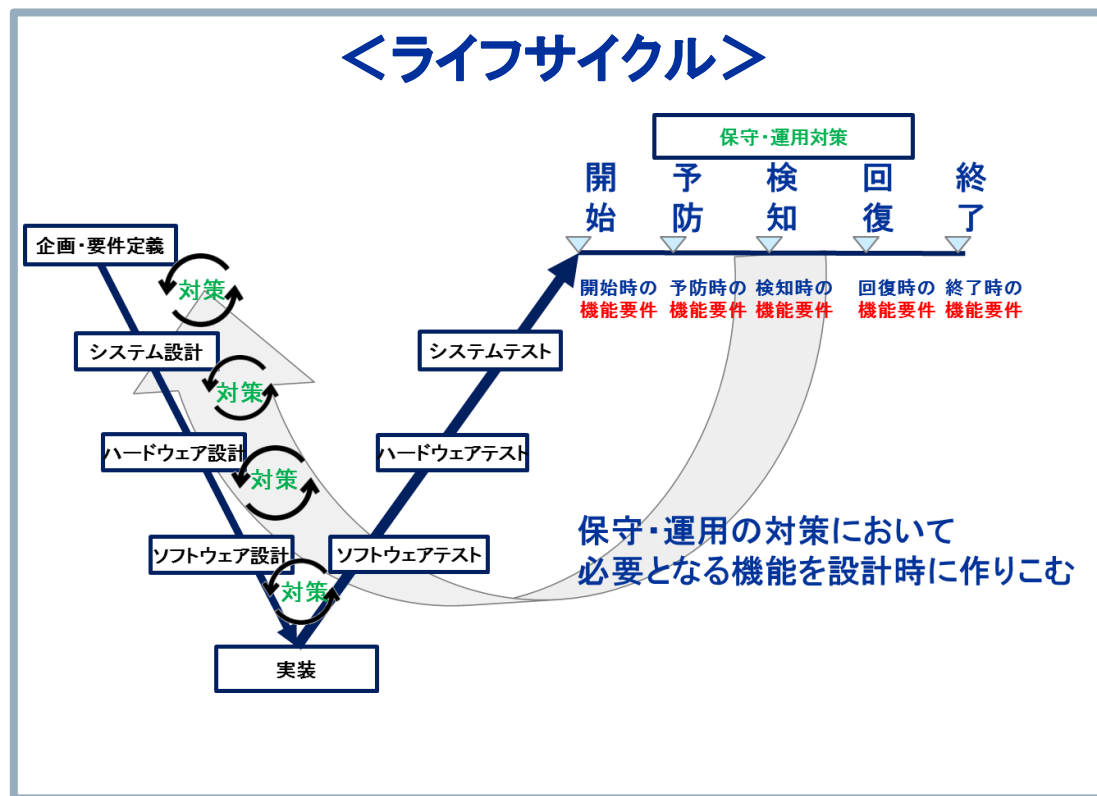 ＜ライフサイクル＞
保守・運用対策
開始
予防
検知
回復
終了
企画・要件定義
対策
開始時の
機能要件
予防時の
機能要件
検知時の
機能要件
回復時の
機能要件
終了時の
機能要件
システム設計
システムテスト
対策
ハードウェア設計
ハードウェアテスト
対策
保守・運用の対策において
必要となる機能を設計時に作りこむ
ソフトウェア設計
ソフトウェアテスト
対策
実装